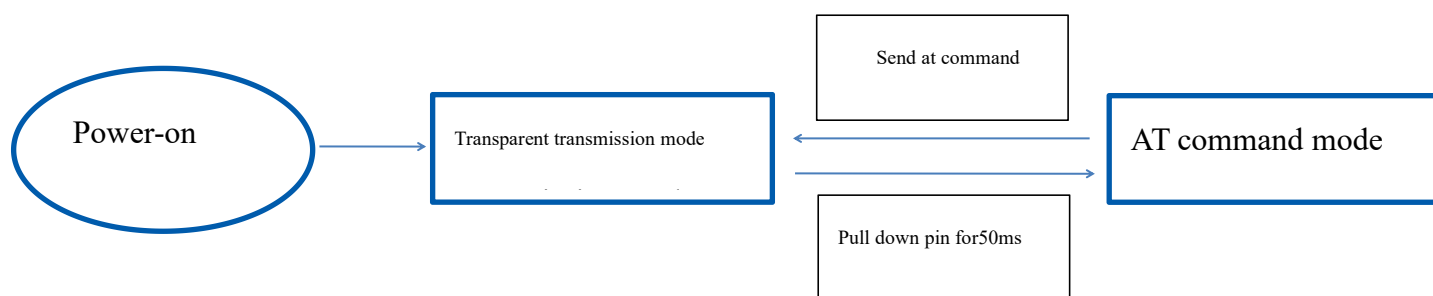 Power-on
Transparent transmission mode
Send at command
Pull down pin for50ms
AT command mode